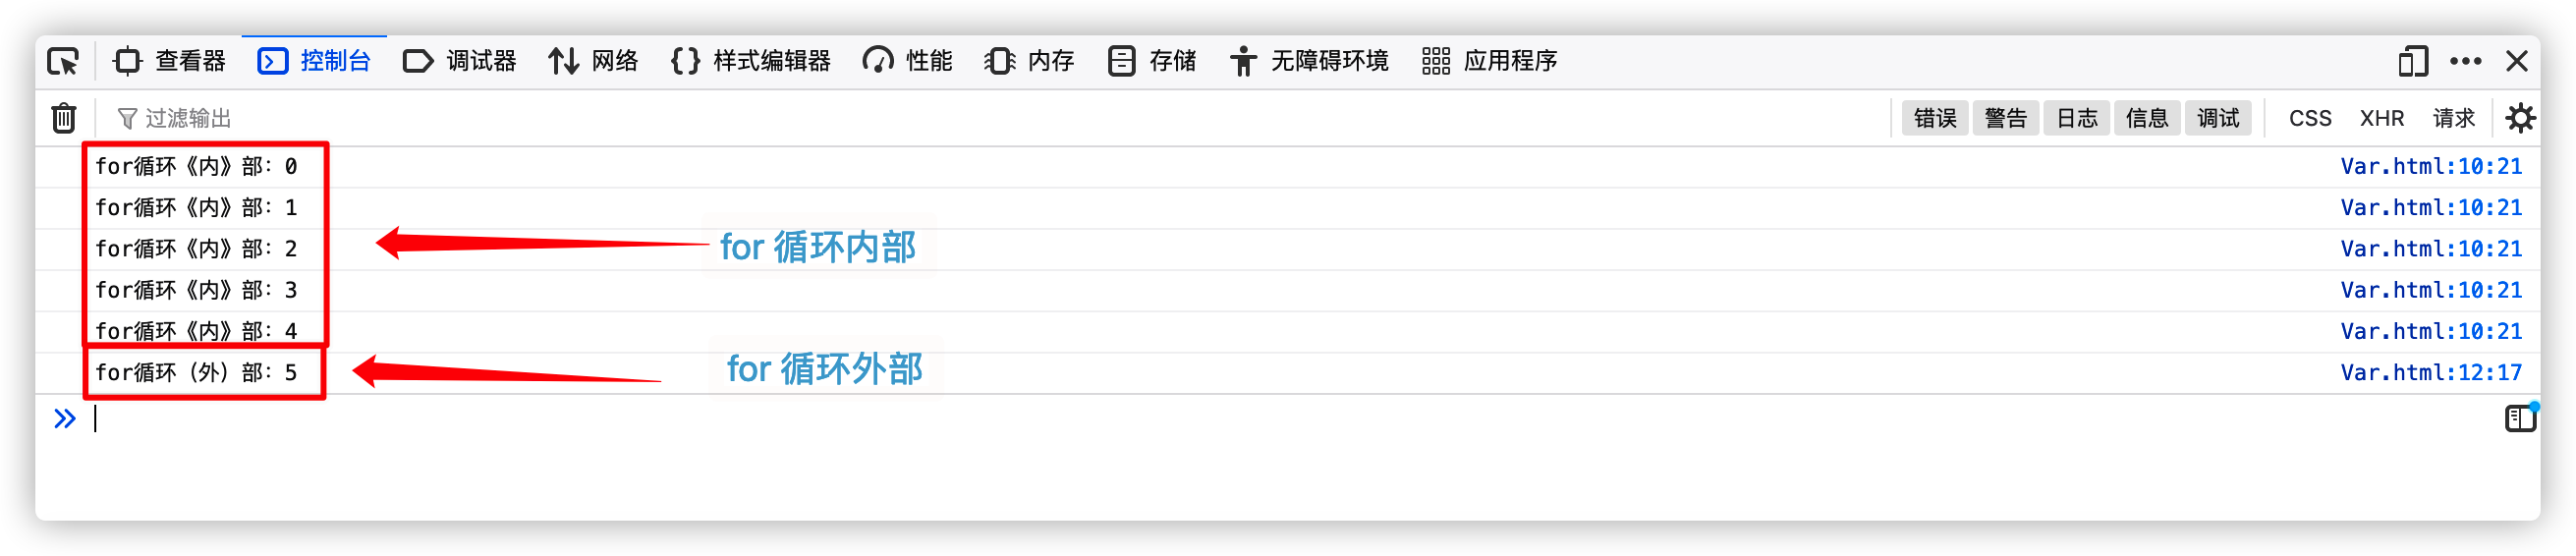 查看器 控制台 调试器 网络 样式编辑器 性能 内存 存储 无障碍环境 应用程序
过滤输出 错误 警告 日志 信息 调试 CSS XHR 请求
for循环《内》部：0 Var.html:10:21
for循环《内》部：1 Var.html:10:21
for循环《内》部：2 for 循环内部 Var.html:10:21
for循环《内》部：3 Var.html:10:21
for循环《内》部：4 Var.html:10:21
for循环（外）部：5 for 循环外部 Var.html:12:17